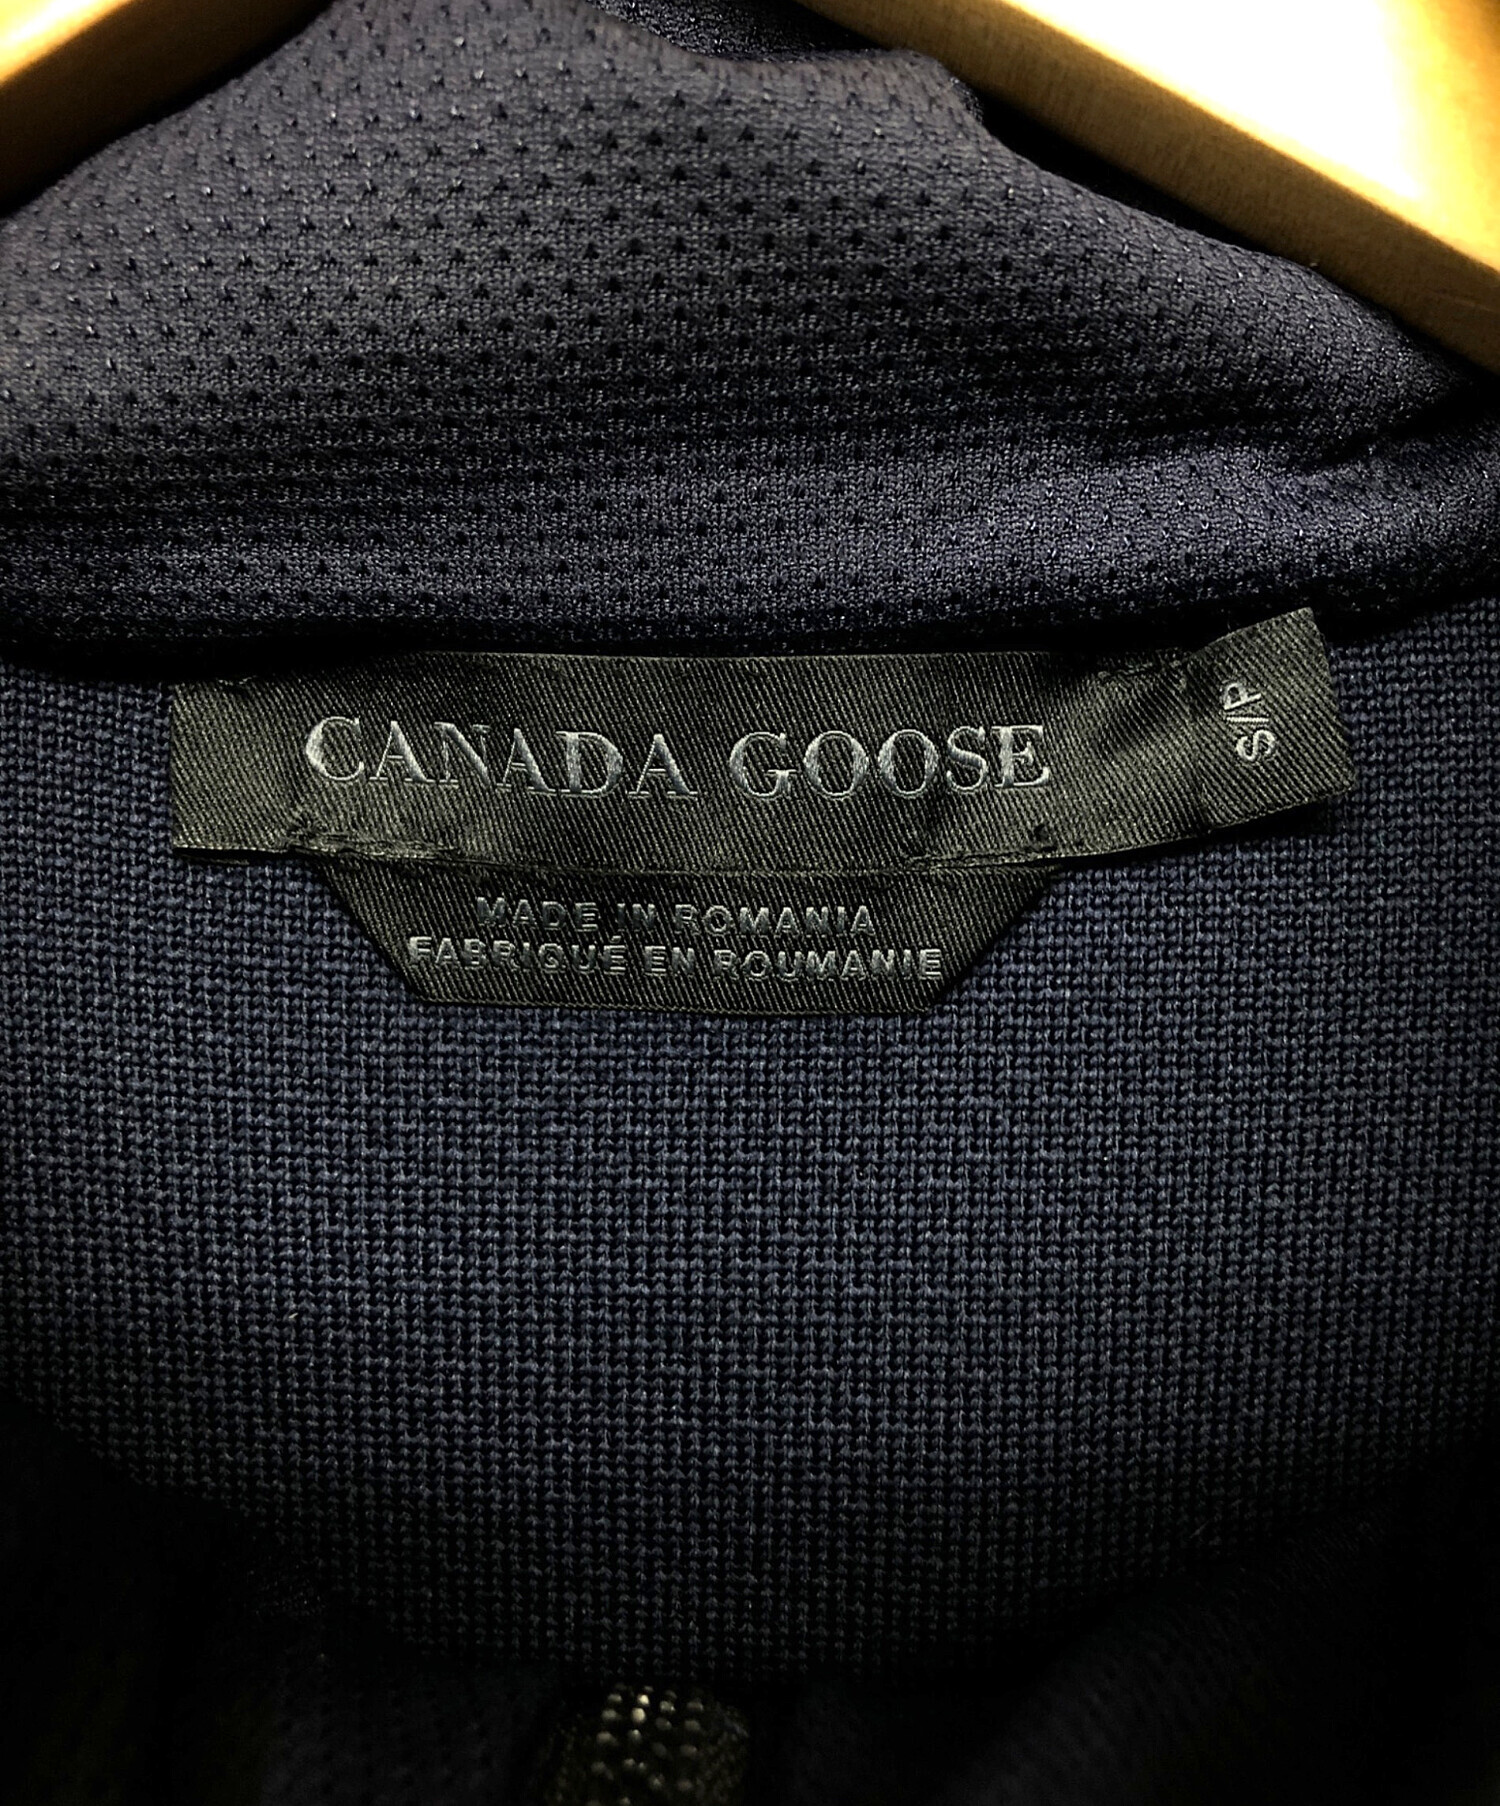 CANADA GOOSE
S/P
MADE IN ROMANIA
FABRIQUÉ EN ROUMANIE